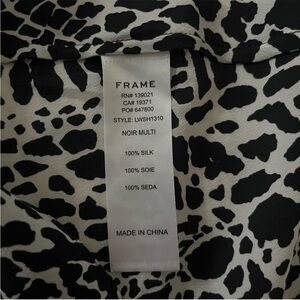 FRAME
RN# 139021
CA# 19371
PO# 647800
STYLE: LWSH1310
NOIR MULTI
100% SILK
100% SOIE
100% SEDA
MADE IN CHINA